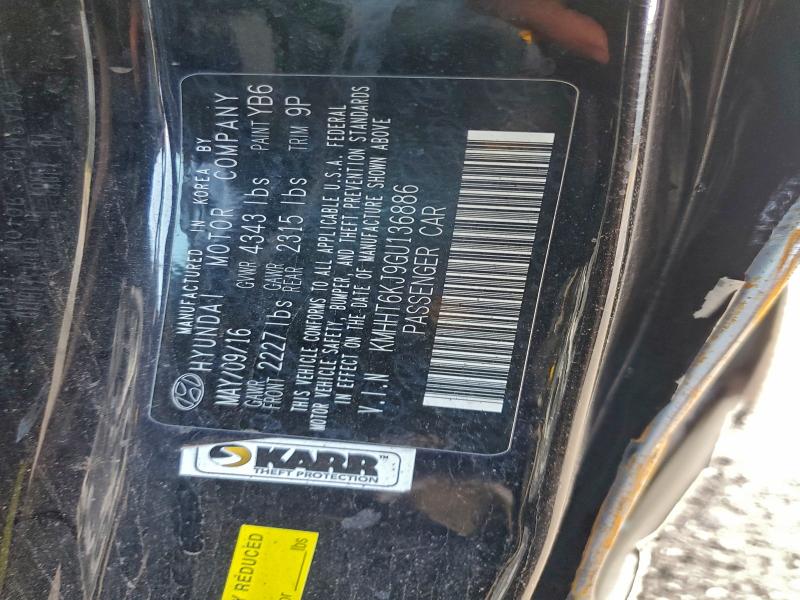 MANUFACTURED IN KOREA BY
HYUNDAI MOTOR COMPANY
MAY/09/16 GVWR 4343 lbs PAINT YB6
GAWR FRONT 2227 lbs GAWR REAR 2315 lbs TRIM 9P
THIS VEHICLE CONFORMS TO ALL APPLICABLE U.S.A. FEDERAL
MOTOR VEHICLE SAFETY, BUMPER, AND THEFT PREVENTION STANDARDS
IN EFFECT ON THE DATE OF MANUFACTURE SHOWN ABOVE
V.I.N KMHHT6KJ9GU136886
PASSENGER CAR
KARR™
THEFT PROTECTION
REDUCED
lbs